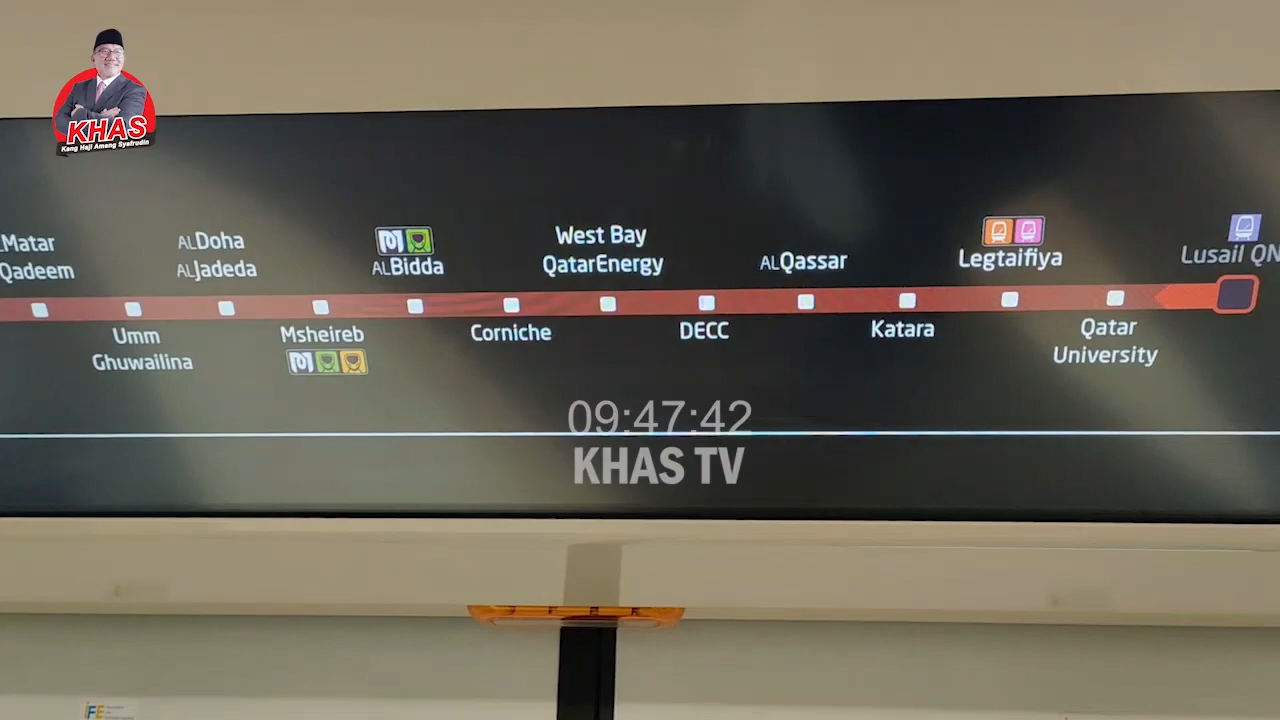 KHAS
Kang Haji Amang Syafrudin
Matar
Qadeem
ALDoha
ALJadeda
ALBidda
West Bay
QatarEnergy
ALQassar
Legtaifiya
Lusail QN
Umm
Ghuwailina
Msheireb
Corniche
DECC
Katara
Qatar
University
09:47:42
KHAS TV
FE